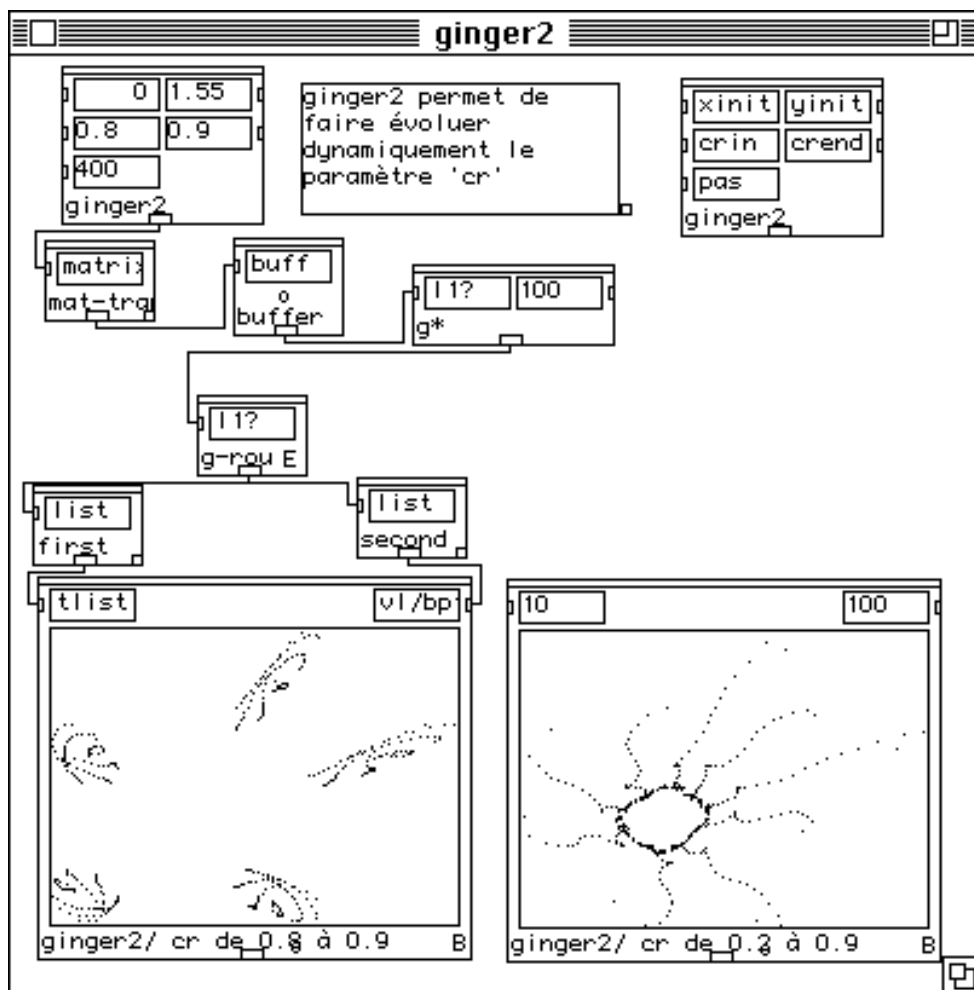 ginger2
0 1.55
0.8 0.9
400
ginger2
ginger2 permet de
faire évoluer
dynamiquement le
paramètre 'cr'
xinit yinit
crin crend
pas
ginger2
matrix
mat-tra
buff
o
buffer
l1? 100
g*
l1?
g-rou E
list
first
list
second
tlist vl/bp
ginger2/ cr de 0.8 à 0.9 B
10 100
ginger2/ cr de 0.2 à 0.9 B